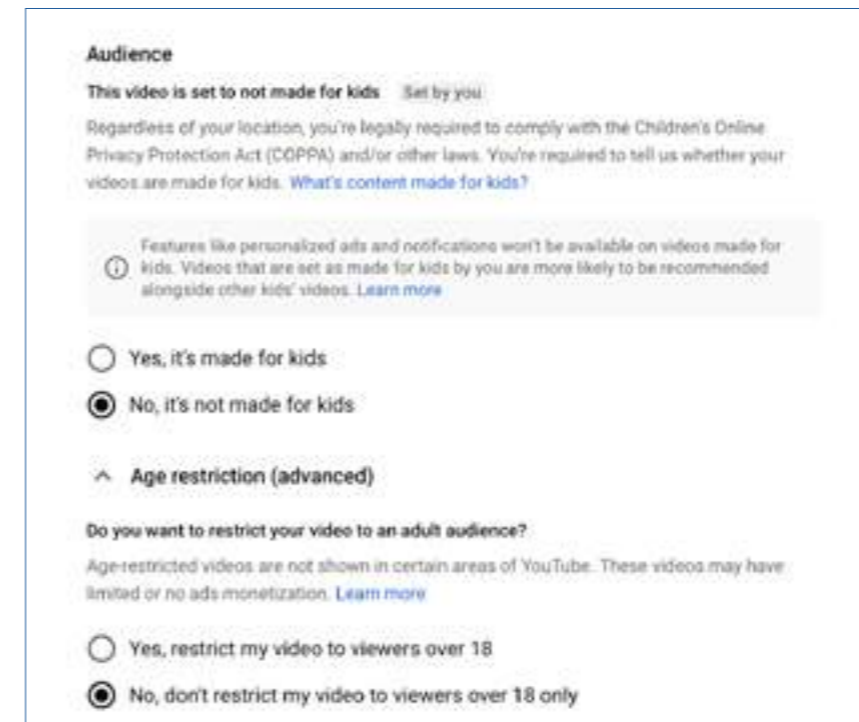 Audience
This video is set to not made for kids Set by you
Regardless of your location, you're legally required to comply with the Children's Online
Privacy Protection Act (COPPA) and/or other laws. You're required to tell us whether your
videos are made for kids. What's content made for kids?
Features like personalized ads and notifications won't be available on videos made for
kids. Videos that are set as made for kids by you are more likely to be recommended
alongside other kids' videos. Learn more
Yes, it's made for kids
No, it's not made for kids
Age restriction (advanced)
Do you want to restrict your video to an adult audience?
Age-restricted videos are not shown in certain areas of YouTube. These videos may have
limited or no ads monetization. Learn more
Yes, restrict my video to viewers over 18
No, don't restrict my video to viewers over 18 only